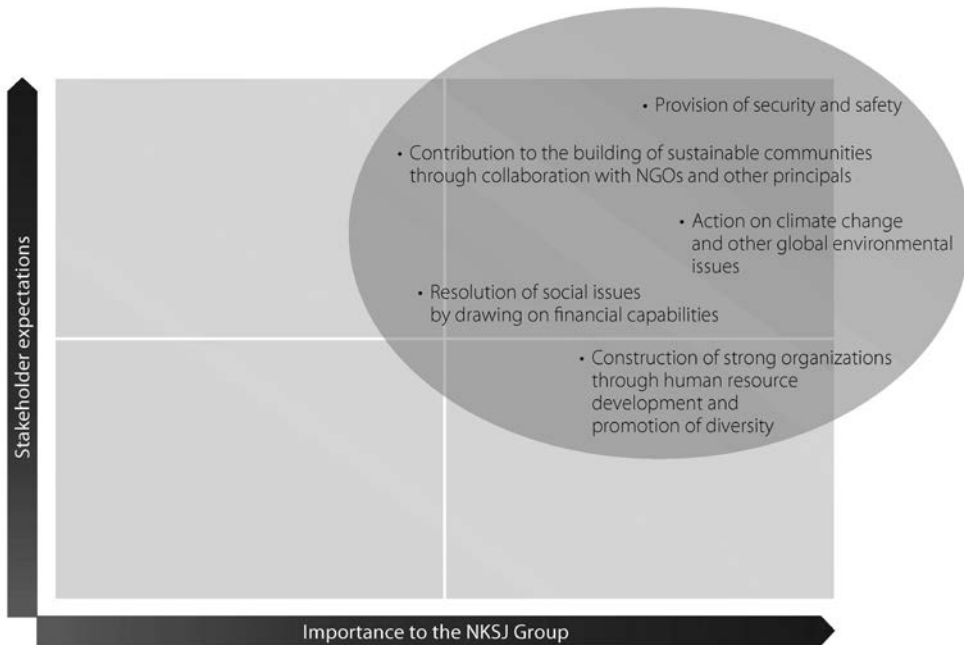 Stakeholder expectations
• Provision of security and safety
• Contribution to the building of sustainable communities
through collaboration with NGOs and other principals
• Action on climate change
and other global environmental
issues
• Resolution of social issues
by drawing on financial capabilities
• Construction of strong organizations
through human resource
development and
promotion of diversity
Importance to the NKSJ Group